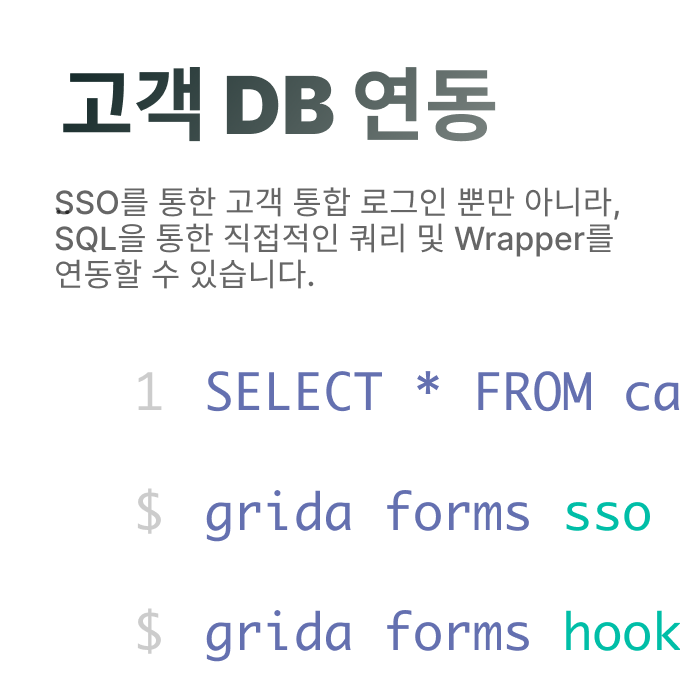 고객 DB 연동
SSO를 통한 고객 통합 로그인 뿐만 아니라,
SQL을 통한 직접적인 쿼리 및 Wrapper를
연동할 수 있습니다.
1 SELECT * FROM ca
$ grida forms sso
$ grida forms hook